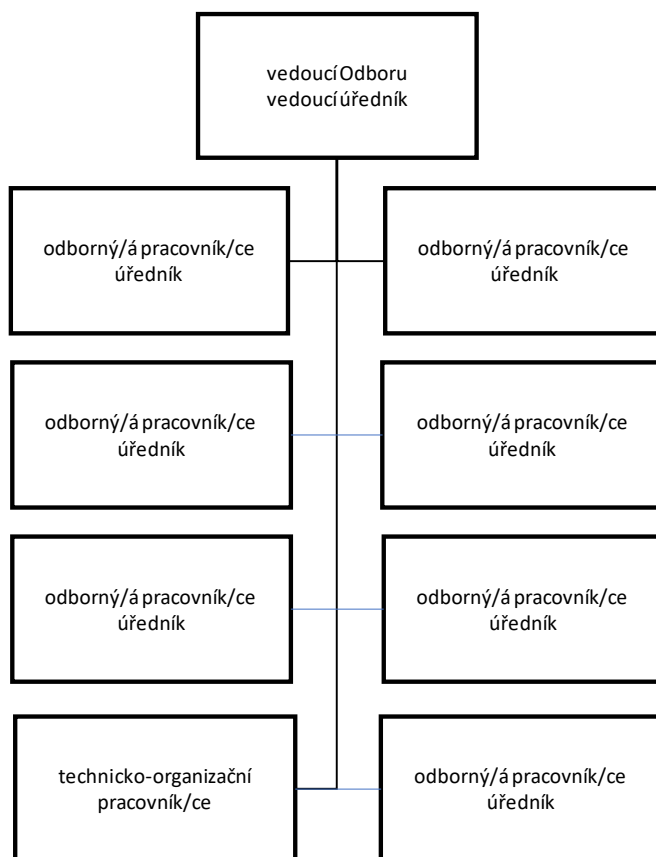 vedoucí Odboru
vedoucí úředník
odborný/á pracovník/ce
úředník
odborný/á pracovník/ce
úředník
odborný/á pracovník/ce
úředník
odborný/á pracovník/ce
úředník
odborný/á pracovník/ce
úředník
odborný/á pracovník/ce
úředník
technicko-organizační
pracovník/ce
odborný/á pracovník/ce
úředník